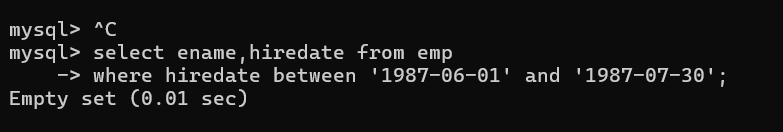 mysql> ^C
mysql> select ename,hiredate from emp
    -> where hiredate between '1987-06-01' and '1987-07-30';
Empty set (0.01 sec)